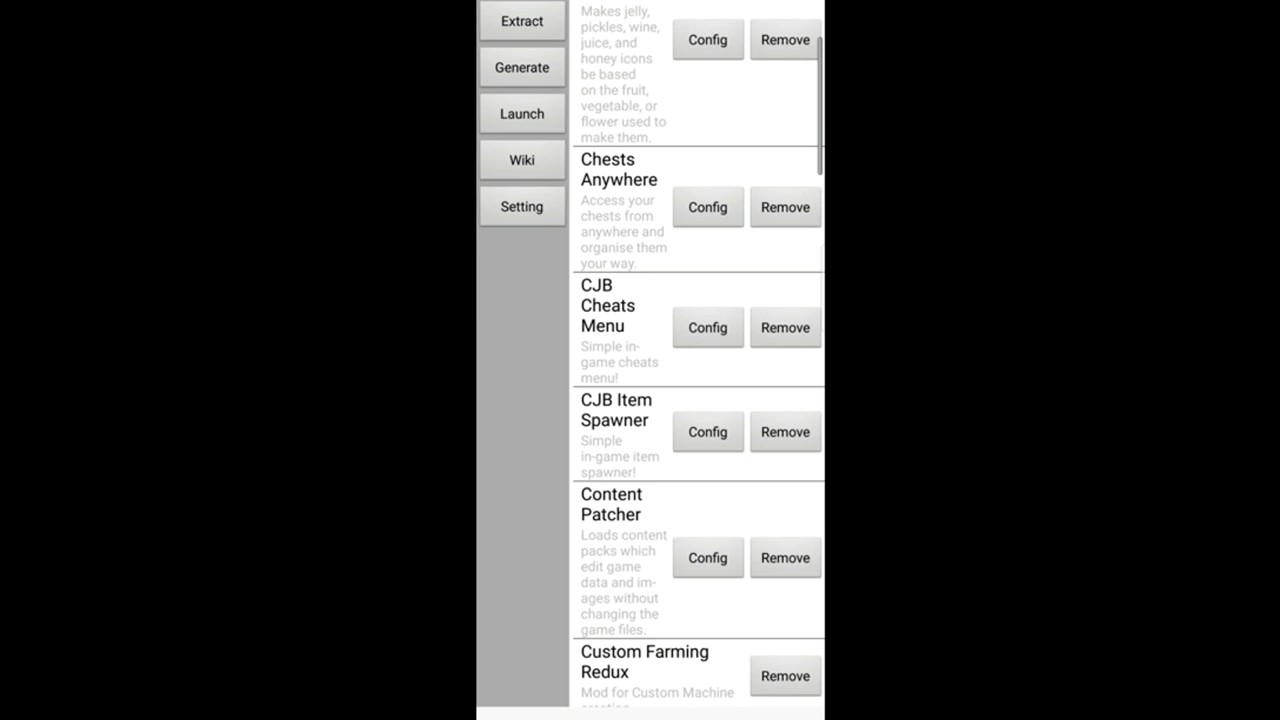 Extract
Generate
Launch
Wiki
Setting
Makes jelly,
pickles, wine,
juice, and
honey icons
be based
on the fruit,
vegetable, or
flower used to
make them.
Config
Remove
Chests
Anywhere
Access your
chests from
anywhere and
organise them
your way.
Config
Remove
CJB
Cheats
Menu
Simple in-
game cheats
menu!
Config
Remove
CJB Item
Spawner
Simple
in-game item
spawner!
Config
Remove
Content
Patcher
Loads content
packs which
edit game
data and im-
ages without
changing the
game files.
Config
Remove
Custom Farming
Redux
Mod for Custom Machine
Remove